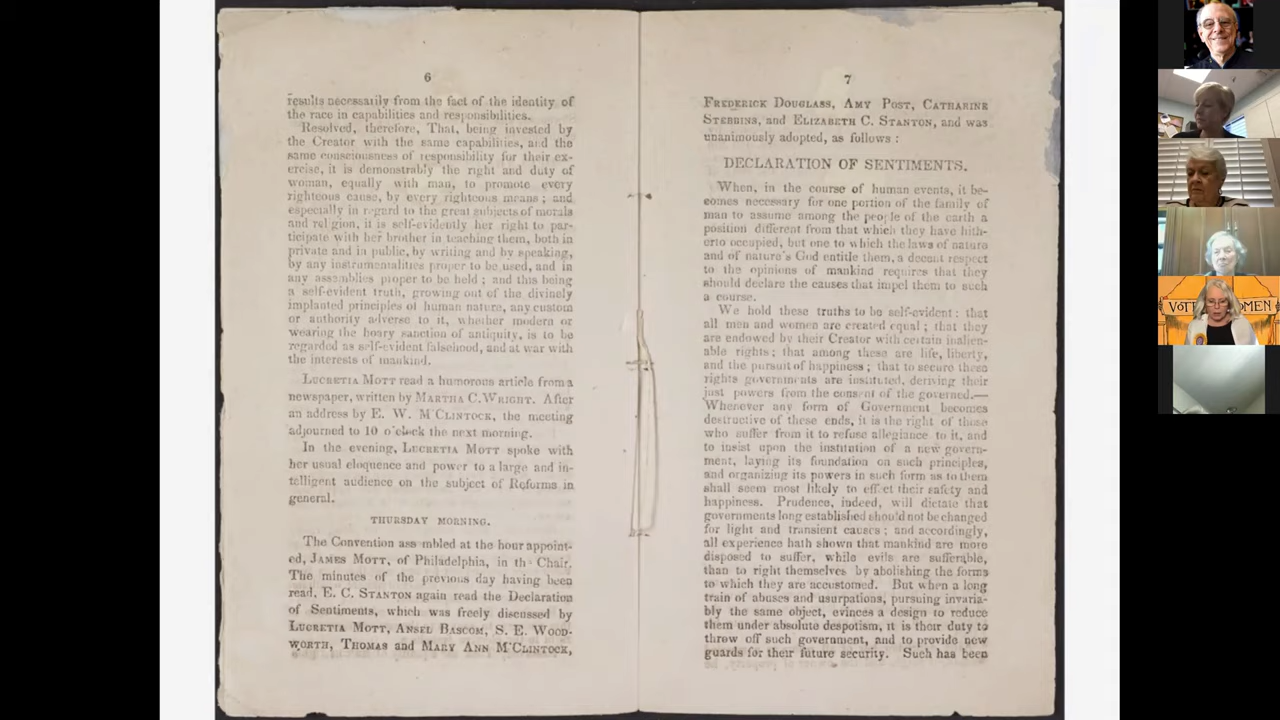 6
results necessarily from the fact of the identity of
the race in capabilities and responsibilities.
Resolved, therefore, That, being invested by
the Creator with the same capabilities, and the
same consciousness of responsibility for their ex-
ercise, it is demonstrably the right and duty of
woman, equally with man, to promote every
righteous cause, by every righteous means ; and
especially in regard to the great subjects of morals
and religion, it is self-evidently her right to par-
ticipate with her brother in teaching them, both in
private and in public, by writing and by speaking,
by any instrumentalities proper to be used, and in
any assemblies proper to be held ; and this being
a self-evident truth, growing out of the divinely
implanted principles of human nature, any custom
or authority adverse to it, whether modern or
wearing the hoary sanction of antiquity, is to be
regarded as self-evident falsehood, and at war with
the interests of mankind.
LUCRETIA MOTT read a humorous article from a
newspaper, written by MARTHA C. WRIGHT. After
an address by E. W. M'CLINTOCK, the meeting
adjourned to 10 o'clock the next morning.
In the evening, LUCRETIA MOTT spoke with
her usual eloquence and power to a large and in-
telligent audience on the subject of Reforms in
general.
THURSDAY MORNING.
The Convention ass mbled at the hour appoint-
ed, JAMES MOTT, of Philadelphia, in th Chair.
The minutes of the previous day having been
read, E. C. STANTON again read the Declaration
of Sentiments, which was freely discussed by
LUCRETIA MOTT, ANSEL BASCOM, S. E. WOOD-
WORTH, THOMAS and MARY ANN M'CLINTOCK,
7
FREDERICK DOUGLASS, AMY POST, CATHARINE
STEBBINS, and ELIZABETH C. STANTON, and was
unanimously adopted, as follows :
DECLARATION OF SENTIMENTS.
When, in the course of human events, it be-
comes necessary for one portion of the family of
man to assume among the people of the earth a
position different from that which they have hith-
erto occupied, but one to which the laws of nature
and of nature's God entitle them, a decent respect
to the opinions of mankind requires that they
should declare the causes that impel them to such
a course.
We hold these truths to be self-evident : that
all men and women are created equal ; that they
are endowed by their Creator with certain inalien-
able rights ; that among these are life, liberty,
and the pursuit of happiness ; that to secure these
rights governments are instituted, deriving their
just powers from the consent of the governed.—
Whenever any form of Government becomes
destructive of these ends, it is the right of those
who suffer from it to refuse allegiance to it, and
to insist upon the institution of a new govern-
ment, laying its foundation on such principles,
and organizing its powers in such form as to them
shall seem most likely to effect their safety and
happiness. Prudence, indeed, will dictate that
governments long established should not be changed
for light and transient causes ; and accordingly,
all experience hath shown that mankind are more
disposed to suffer, while evils are sufferable,
than to right themselves by abolishing the forms
to which they are accustomed. But when a long
train of abuses and usurpations, pursuing invaria-
bly the same object, evinces a design to reduce
them under absolute despotism, it is their duty to
throw off such government, and to provide new
guards for their future security. Such has been